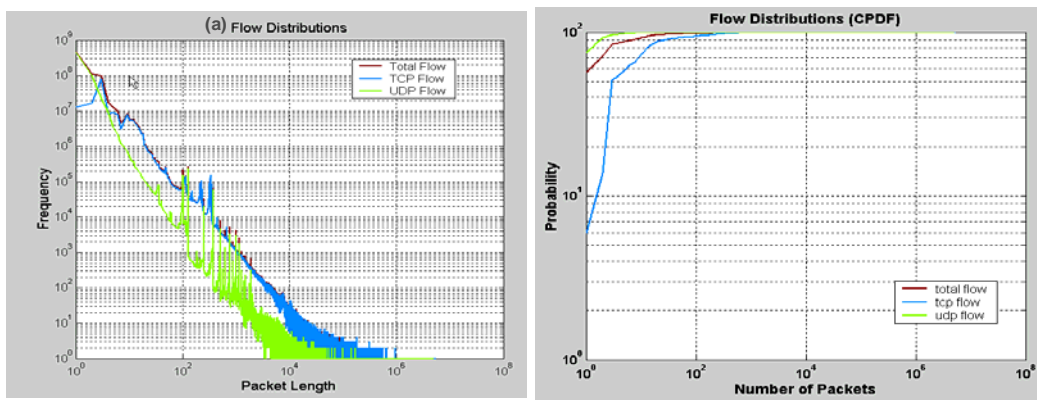 (a) Flow Distributions
10^9
10^8
10^7
10^6
10^5
10^4
10^3
10^2
10^1
10^0
Frequency
Total Flow
TCP Flow
UDP Flow
10^0 10^2 10^4 10^6 10^8
Packet Length
Flow Distributions (CPDF)
10^2
10^1
10^0
Probability
total flow
tcp flow
udp flow
10^0 10^2 10^4 10^6 10^8
Number of Packets